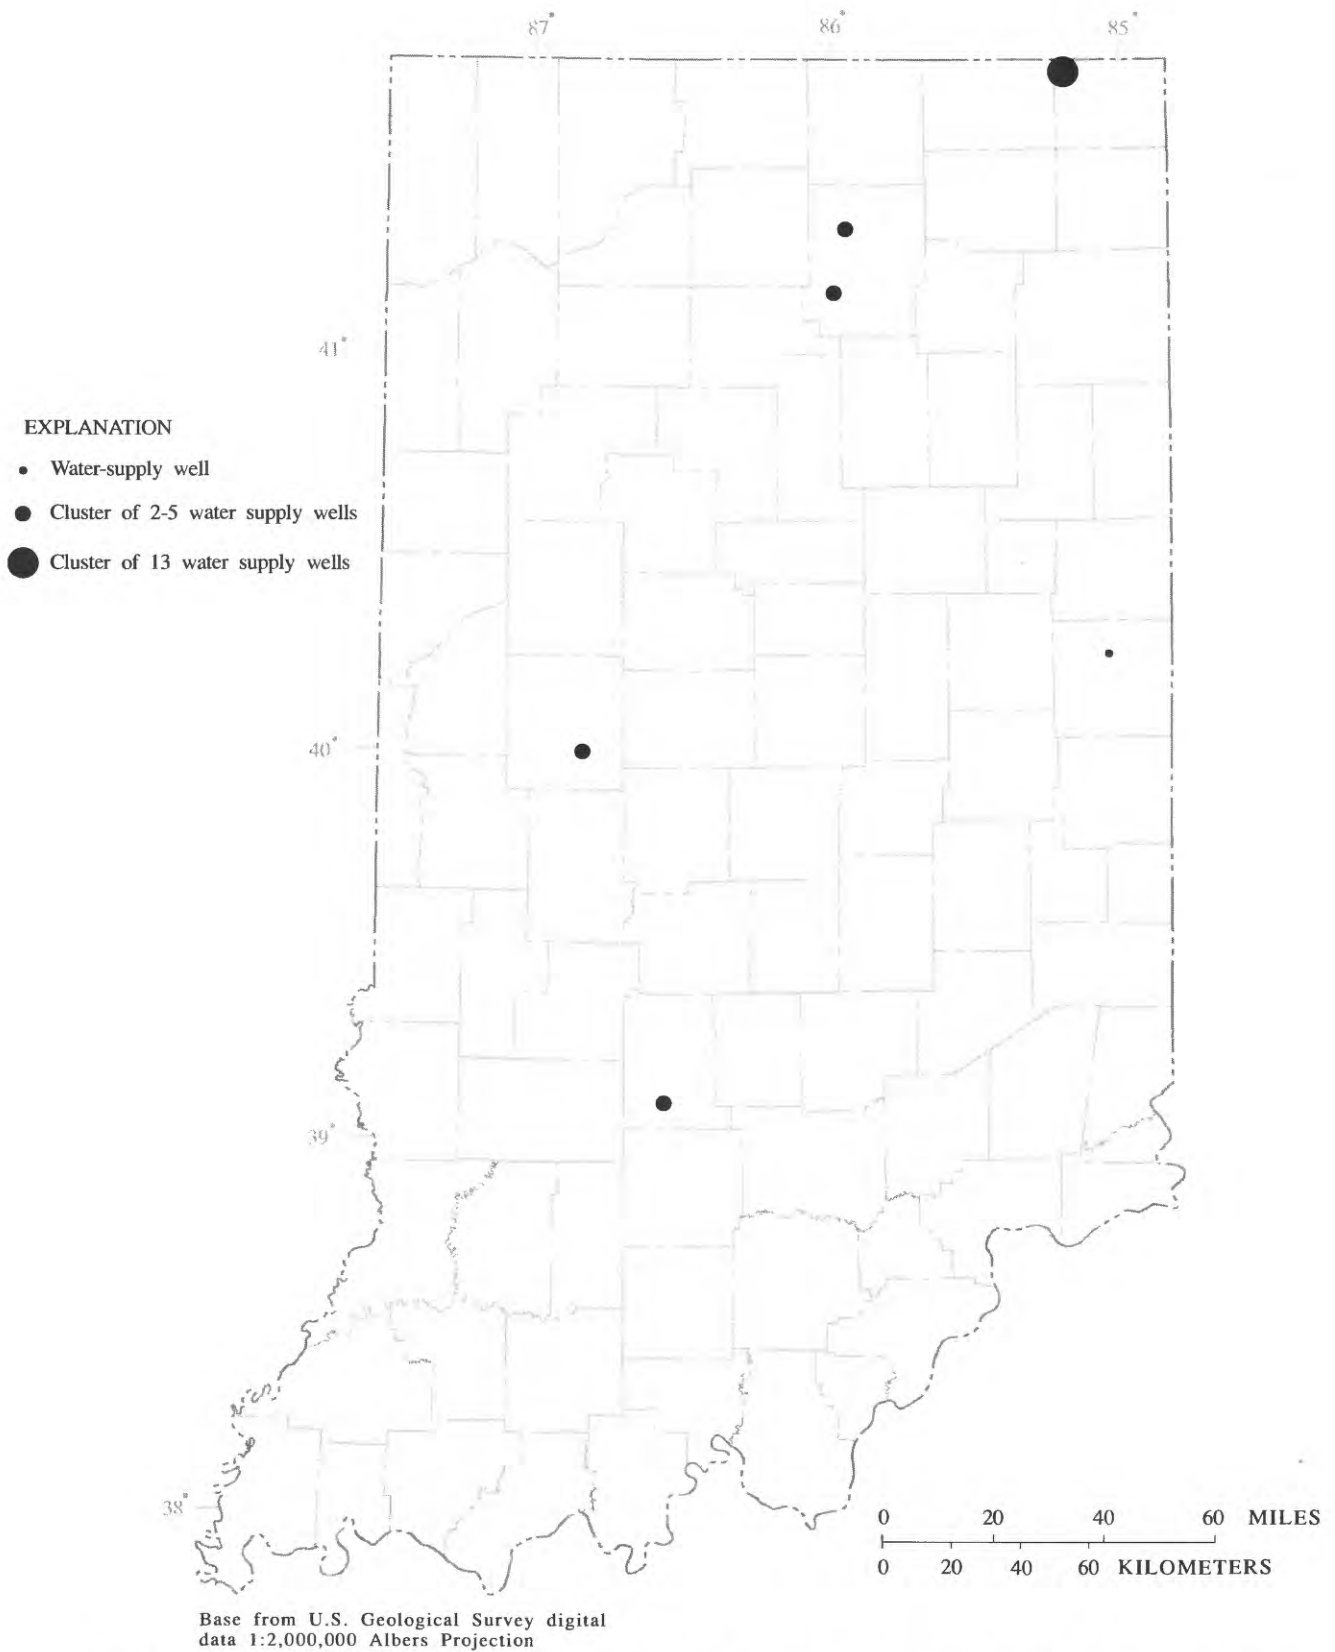 87°
86°
85°
41°
EXPLANATION
Water-supply well
Cluster of 2-5 water supply wells
Cluster of 13 water supply wells
40°
39°
38°
0 20 40 60 MILES
0 20 40 60 KILOMETERS
Base from U.S. Geological Survey digital
data 1:2,000,000 Albers Projection